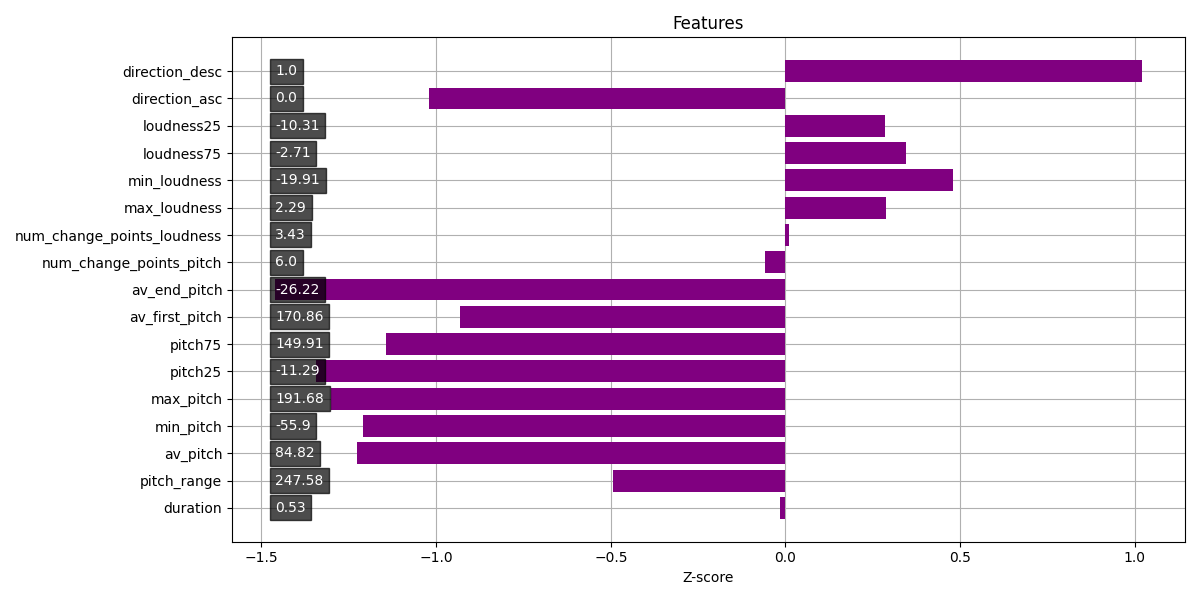 Features
direction_desc 1.0
direction_asc 0.0
loudness25 -10.31
loudness75 -2.71
min_loudness -19.91
max_loudness 2.29
num_change_points_loudness 3.43
num_change_points_pitch 6.0
av_end_pitch -26.22
av_first_pitch 170.86
pitch75 149.91
pitch25 -11.29
max_pitch 191.68
min_pitch -55.9
av_pitch 84.82
pitch_range 247.58
duration 0.53
−1.5 −1.0 −0.5 0.0 0.5 1.0
Z-score